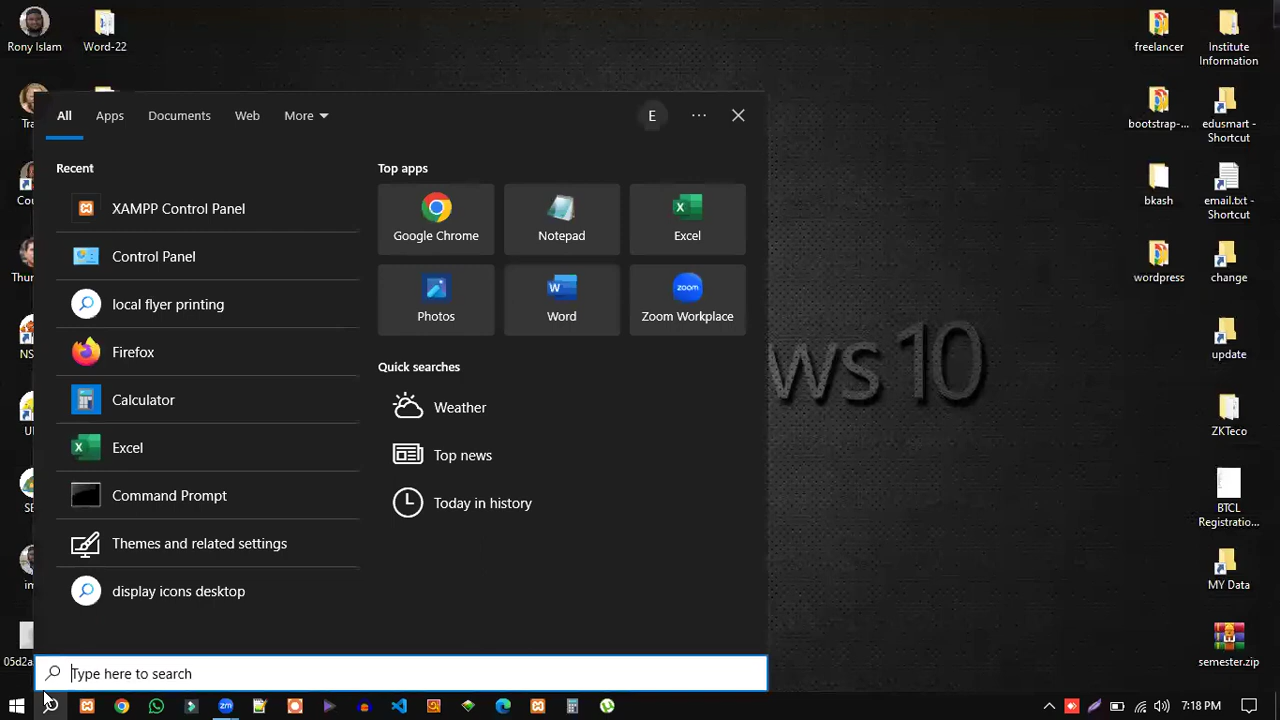 Rony Islam
Word-22
freelancer
Institute
Information
All
Apps
Documents
Web
More
E
bootstrap-...
edusmart -
Shortcut
Recent
Top apps
XAMPP Control Panel
Google Chrome
Notepad
Excel
bkash
email.txt -
Shortcut
Control Panel
local flyer printing
Photos
Word
zoom
Zoom Workplace
wordpress
change
Firefox
Quick searches
update
Calculator
Weather
ws 10
Excel
Top news
ZKTeco
Command Prompt
Today in history
BTCL
Registratio...
Themes and related settings
display icons desktop
MY Data
Type here to search
semester.zip
zm
7:18 PM